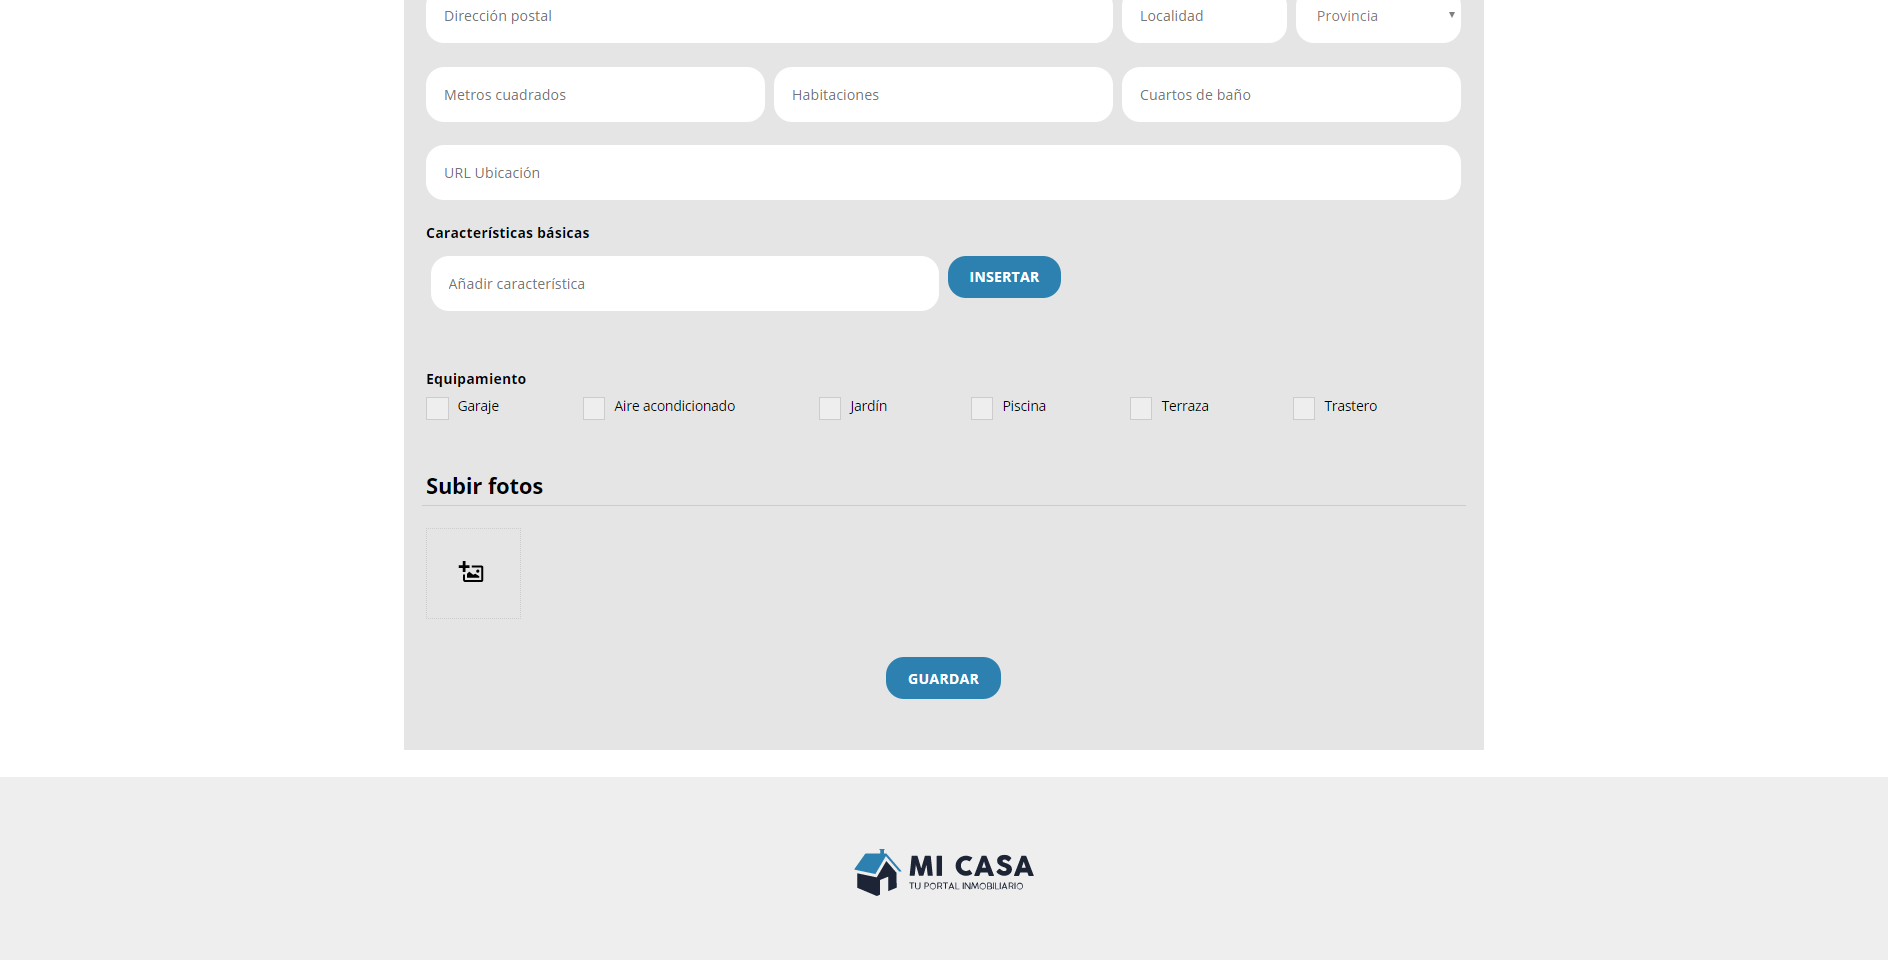 Dirección postal Localidad Provincia
Metros cuadrados Habitaciones Cuartos de baño
URL Ubicación
Características básicas
Añadir característica INSERTAR
Equipamiento
Garaje Aire acondicionado Jardín Piscina Terraza Trastero
Subir fotos
GUARDAR
MI CASA
TU PORTAL INMOBILIARIO